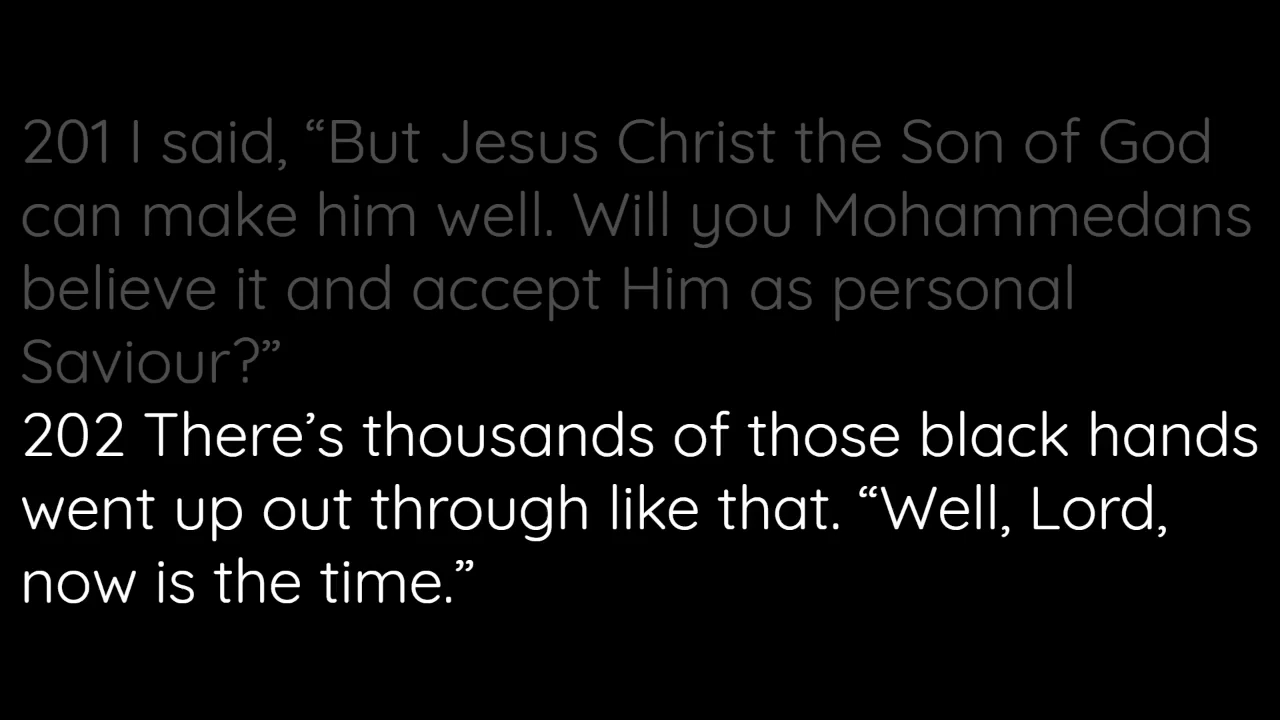 201 I said, “But Jesus Christ the Son of God
can make him well. Will you Mohammedans
believe it and accept Him as personal
Saviour?”
202 There’s thousands of those black hands
went up out through like that. “Well, Lord,
now is the time.”